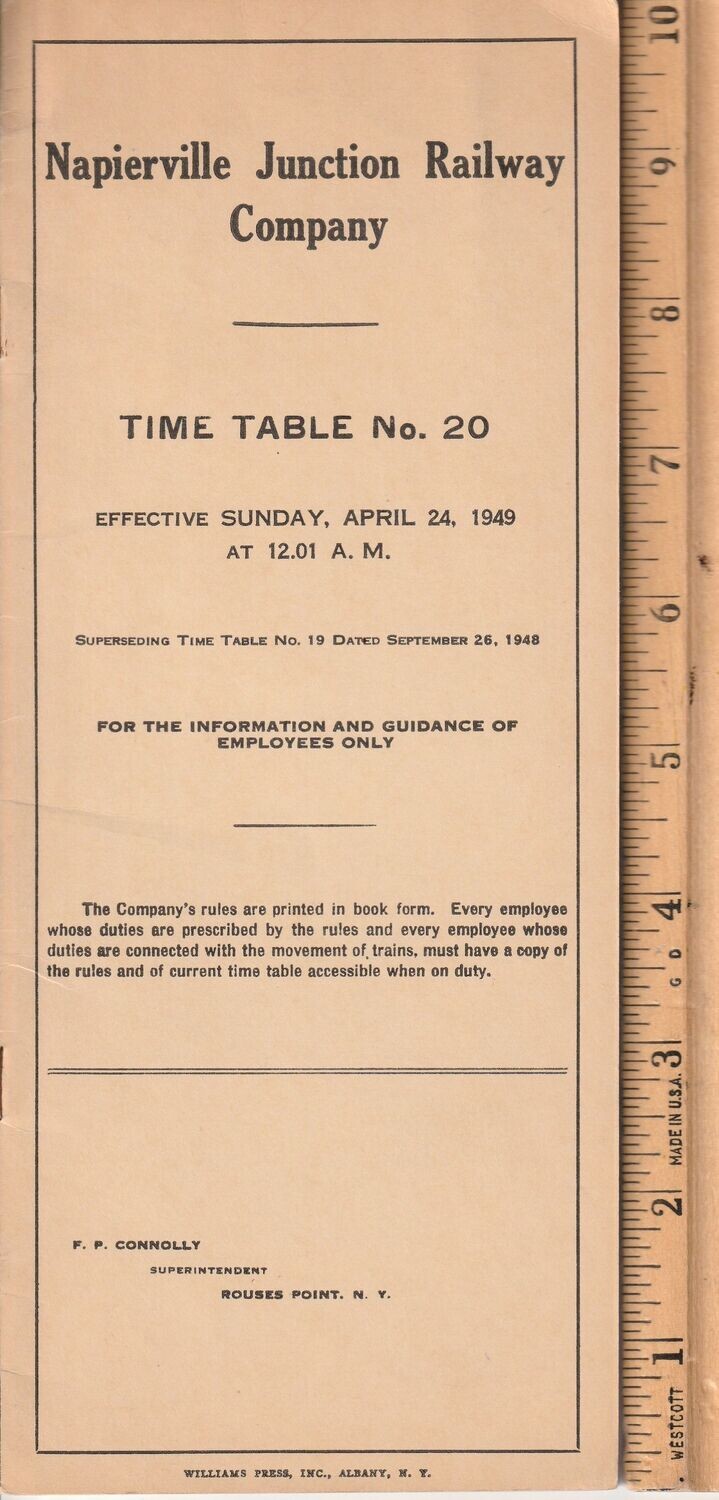 Napierville Junction Railway
Company
TIME TABLE No. 20
EFFECTIVE SUNDAY, APRIL 24, 1949
AT 12.01 A. M.
SUPERSEDING TIME TABLE NO. 19 DATED SEPTEMBER 26, 1948
FOR THE INFORMATION AND GUIDANCE OF
EMPLOYEES ONLY
The Company's rules are printed in book form. Every employee
whose duties are prescribed by the rules and every employee whose
duties are connected with the movement of trains, must have a copy of
the rules and of current time table accessible when on duty.
F. P. CONNOLLY
SUPERINTENDENT
ROUSES POINT. N. Y.
WILLIAMS PRESS, INC., ALBANY, N. Y.
WESTCOTT 1 2 MADE IN U.S.A. 3 G D 4 5 6 7 8 9 10